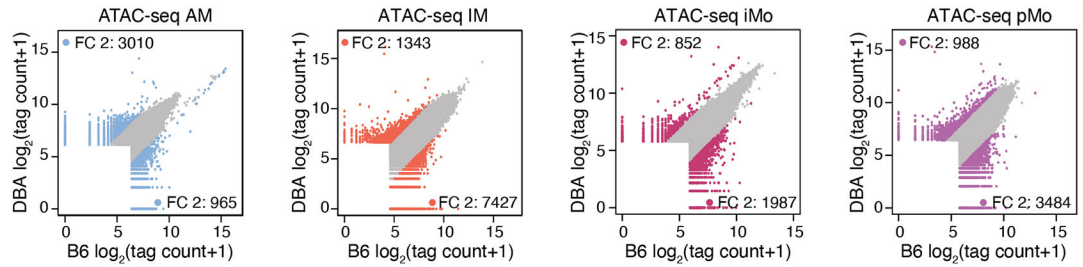 ATAC-seq AM
15
FC 2: 3010
10
5
FC 2: 965
0
0 5 10 15
DBA log2(tag count+1)
B6 log2(tag count+1)
ATAC-seq IM
15
FC 2: 1343
10
5
FC 2: 7427
0
0 5 10 15
DBA log2(tag count+1)
B6 log2(tag count+1)
ATAC-seq iMo
15
FC 2: 852
10
5
FC 2: 1987
0
0 5 10 15
DBA log2(tag count+1)
B6 log2(tag count+1)
ATAC-seq pMo
15
FC 2: 988
10
5
FC 2; 3484
0
0 5 10 15
DBA log2(tag count+1)
B6 log2(tag count+1)